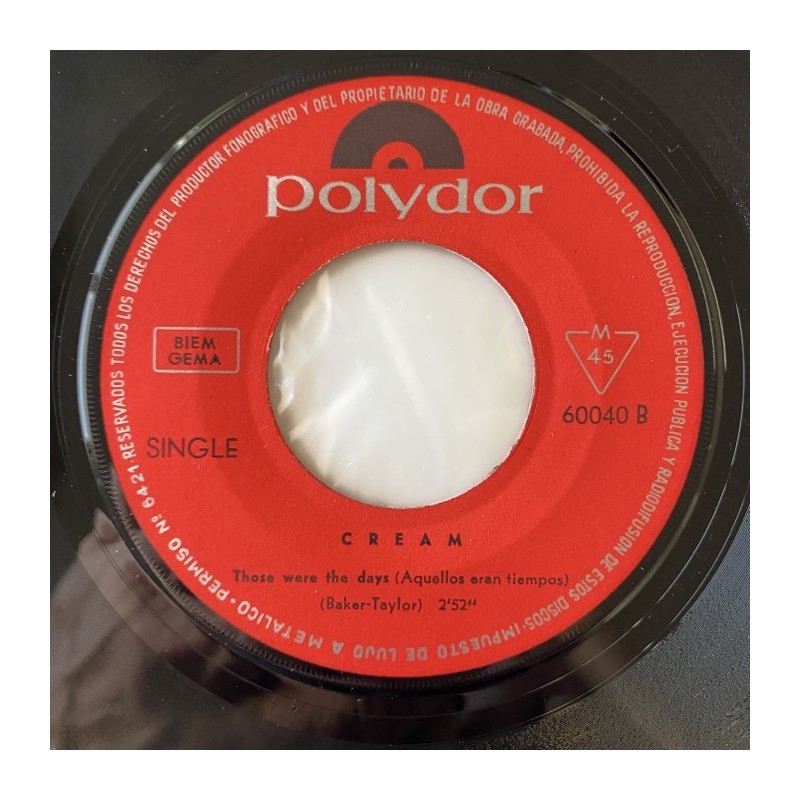 RESERVADOS TODOS LOS DERECHOS DEL PRODUCTOR FONOGRAFICO Y DEL PROPIETARIO DE LA OBRA GRABADA, PROHIBIDA LA REPRODUCCION, EJECUCION PUBLICA Y RADIODIFUSION DE ESTOS DISCOS · IMPUESTO DE LUJO A METALICO · PERMISO Nº 6421 ·
polydor
BIEM
GEMA
M
45
60040 B
SINGLE
CREAM
Those were the days (Aquellos eran tiempos)
(Baker-Taylor) 2'52"